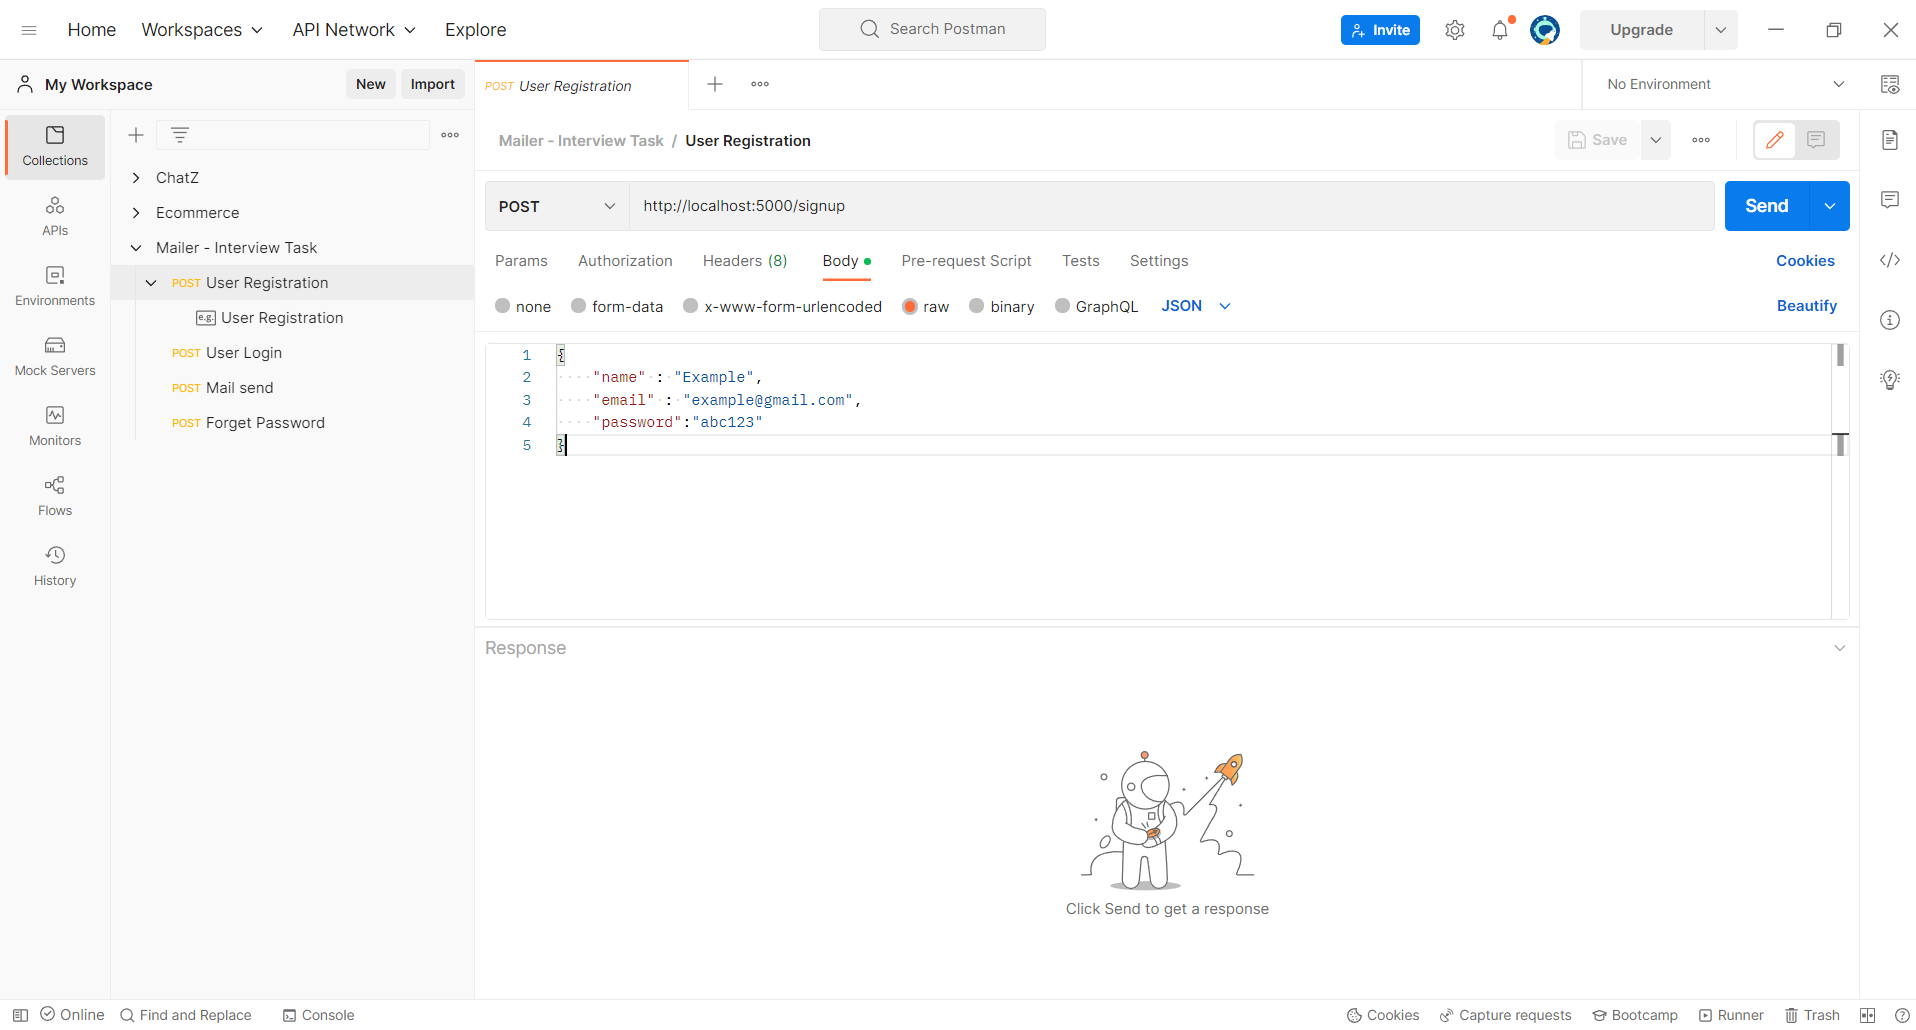 Home Workspaces API Network Explore Search Postman Invite Upgrade
My Workspace New Import POST User Registration No Environment
Collections
APIs
Environments
Mock Servers
Monitors
Flows
History
ChatZ
Ecommerce
Mailer - Interview Task
POST User Registration
e.g. User Registration
POST User Login
POST Mail send
POST Forget Password
Mailer - Interview Task / User Registration Save
POST http://localhost:5000/signup Send
Params Authorization Headers (8) Body Pre-request Script Tests Settings Cookies
none form-data x-www-form-urlencoded raw binary GraphQL JSON Beautify
1 {
2 "name" : "Example",
3 "email" : "example@gmail.com",
4 "password":"abc123"
5 }
Response
Click Send to get a response
Online Find and Replace Console Cookies Capture requests Bootcamp Runner Trash